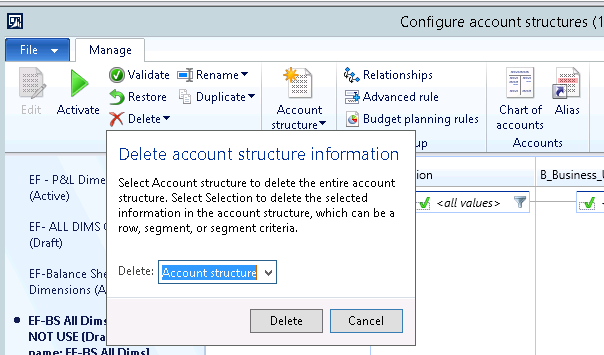 Configure account structures (1
File
Manage
Edit
Activate
Validate
Restore
Delete
Rename
Duplicate
Account
structure
Relationships
Advanced rule
Budget planning rules
up
Chart of
accounts
Alias
Accounts
Delete account structure information
Select Account structure to delete the entire account
structure. Select Selection to delete the selected
information in the account structure, which can be a
row, segment, or segment criteria.
Delete:
Account structure
Delete
Cancel
EF - P&L Dime
(Active)
EF- ALL DIMS C
(Draft)
EF-Balance She
Dimensions (A
EF-BS All Dims
NOT USE (Dra
name: EF-BS All Dims]
tion
B_Business_U
<all values>